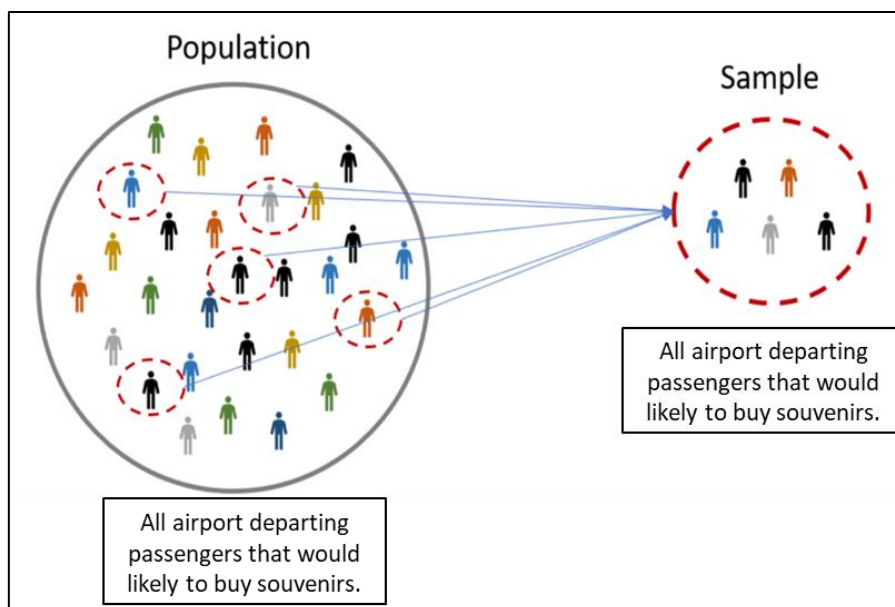 Population
Sample
All airport departing
passengers that would
likely to buy souvenirs.
All airport departing
passengers that would
likely to buy souvenirs.